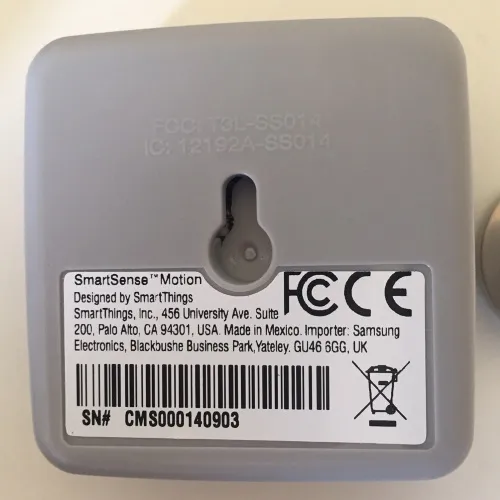 FCC: T3L-SS014
IC: 12192A-SS014
SmartSense™Motion
Designed by SmartThings
SmartThings, Inc., 456 University Ave. Suite
200, Palo Alto, CA 94301, USA. Made in Mexico. Importer: Samsung
Electronics, Blackbushe Business Park,Yateley. GU46 6GG, UK
FC CE
SN# CMS000140903